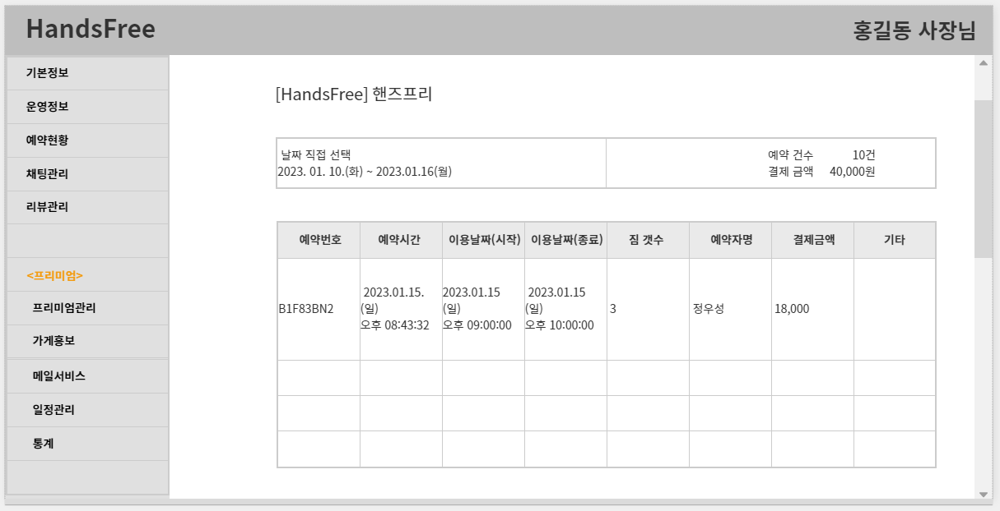 HandsFree
홍길동 사장님
기본정보
운영정보
예약현황
채팅관리
리뷰관리
<프리미엄>
프리미엄관리
가게홍보
메일서비스
일정관리
통계
[HandsFree] 핸즈프리
날짜 직접 선택
2023. 01. 10.(화) ~ 2023.01.16(월)
예약 건수 10건
결제 금액 40,000원
예약번호 예약시간 이용날짜(시작) 이용날짜(종료) 짐 갯수 예약자명 결제금액 기타
B1F83BN2
2023.01.15.
(일)
오후 08:43:32
2023.01.15
(일)
오후 09:00:00
2023.01.15
(일)
오후 10:00:00
3
정우성
18,000